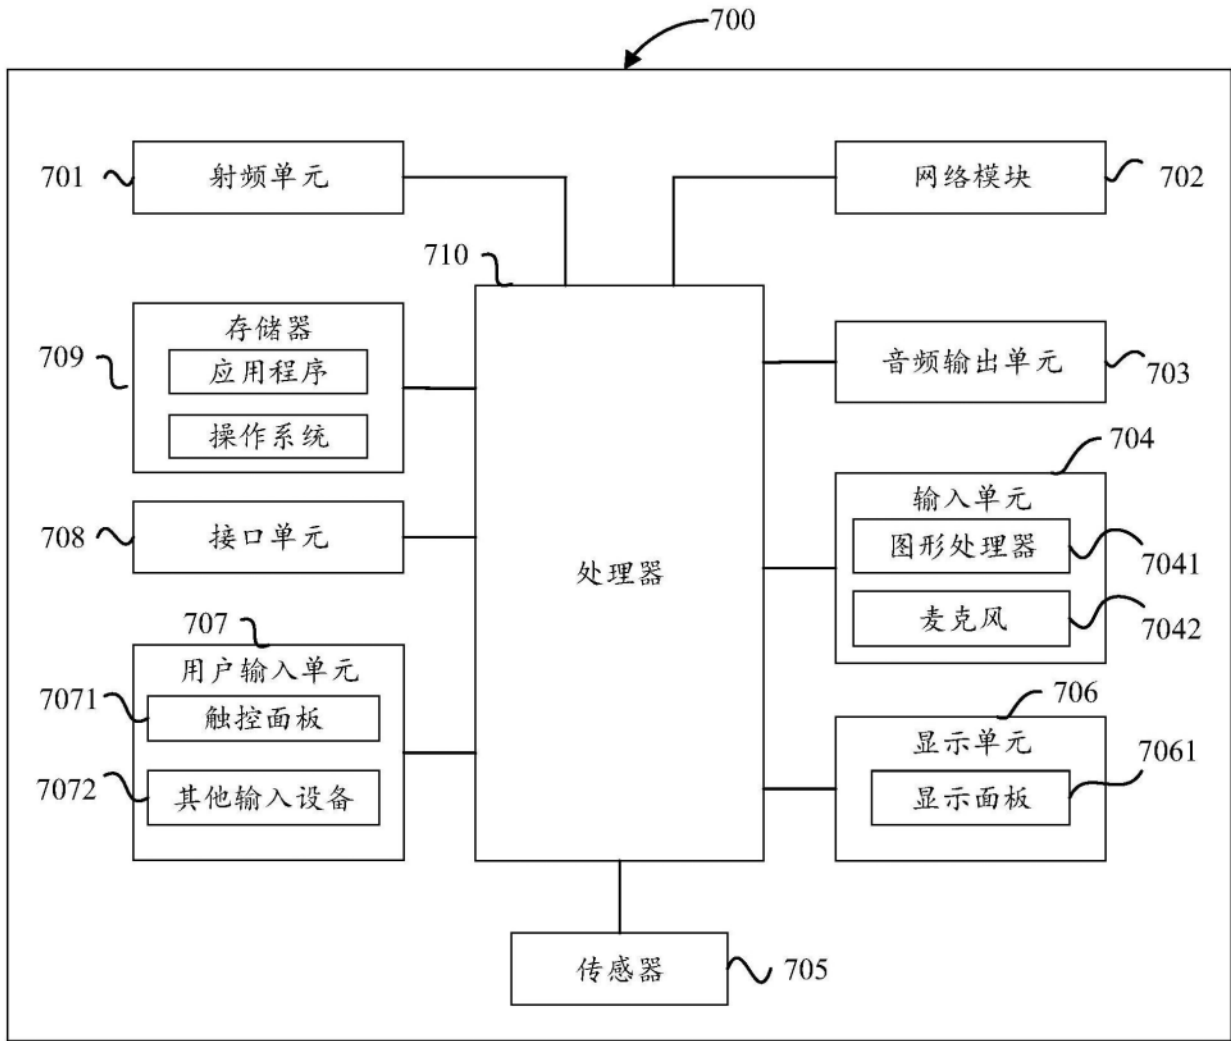 700
701
射频单元
网络模块
702
710
存储器
709
应用程序
操作系统
音频输出单元
703
704
输入单元
708
接口单元
图形处理器
7041
处理器
麦克风
7042
707
用户输入单元
7071
触控面板
7072
其他输入设备
706
显示单元
7061
显示面板
传感器
705